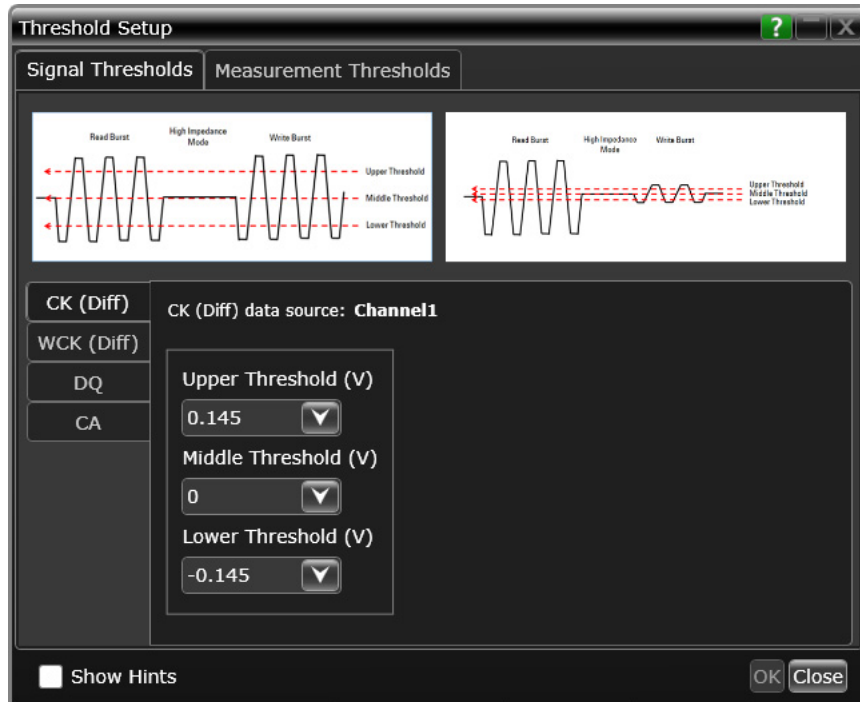 Threshold Setup
?
X
Signal Thresholds
Measurement Thresholds
Read Burst
High Impedance
Mode
Write Burst
Upper Threshold
Middle Threshold
Lower Threshold
Read Burst
High Impedance
Mode
Write Burst
Upper Threshold
Middle Threshold
Lower Threshold
CK (Diff)
WCK (Diff)
DQ
CA
CK (Diff) data source: Channel1
Upper Threshold (V)
0.145
Middle Threshold (V)
0
Lower Threshold (V)
-0.145
Show Hints
OK
Close